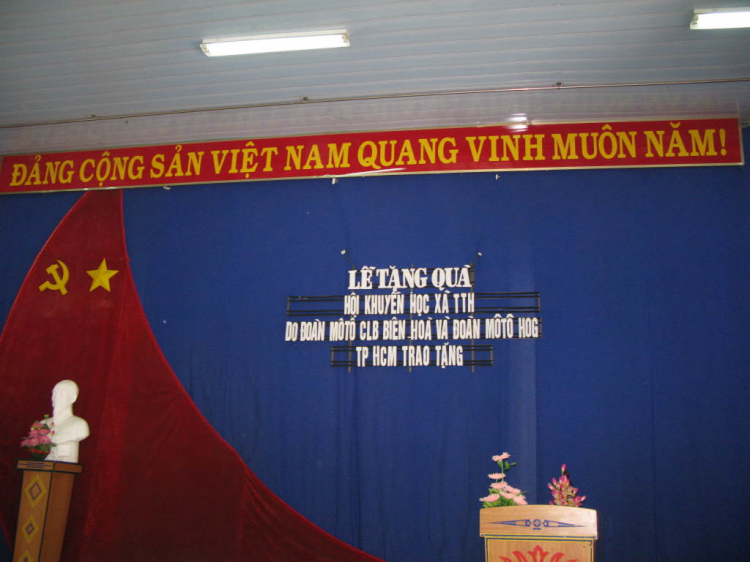 ĐẢNG CỘNG SẢN VIỆT NAM QUANG VINH MUÔN NĂM!
LỄ TẶNG QUÀ
HỘI KHUYẾN HỌC XÃ TTH
DO ĐOÀN MÔTÔ CLB BIÊN HOÀ VÀ ĐOÀN MÔTÔ HOG
TP HCM TRAO TẶNG